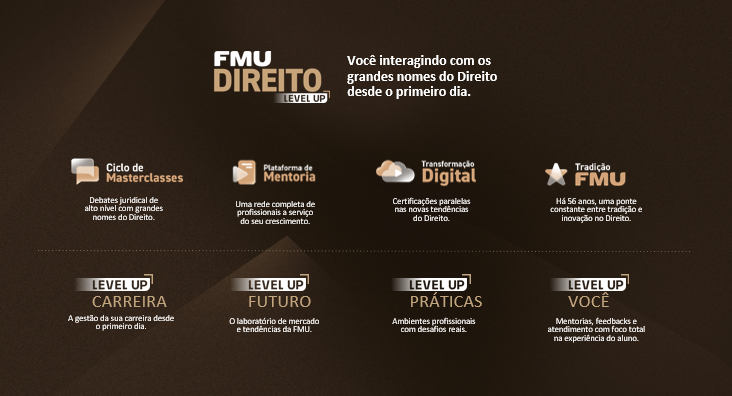 FMU
DIREITO
LEVEL UP
Você interagindo com os
grandes nomes do Direito
desde o primeiro dia.
Ciclo de
Masterclasses
Debates juridical de
alto nível com grandes
nomes do Direito.
Plataforma de
Mentoria
Uma rede completa de
profissionais a serviço
do seu crescimento.
Transformação
Digital
Certificações paralelas
nas novas tendências
do Direito.
Tradição
FMU
Há 56 anos, uma ponte
constante entre tradição e
inovação no Direito.
LEVEL UP
CARREIRA
A gestão da sua carreira desde
o primeiro dia.
LEVEL UP
FUTURO
O laboratório de mercado
e tendências da FMU.
LEVEL UP
PRÁTICAS
Ambientes profissionais
com desafios reais.
LEVEL UP
VOCÊ
Mentorias, feedbacks e
atendimento com foco total
na experiência do aluno.